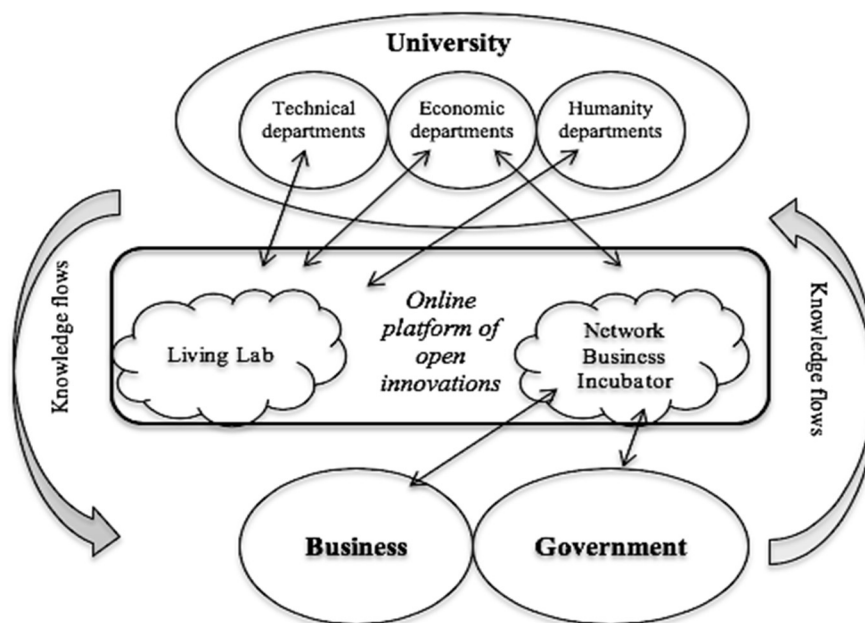 University
Technical
departments
Economic
departments
Humanity
departments
Knowledge flows
Living Lab
Online
platform of
open
innovations
Network
Business
Incubator
Knowledge flows
Business
Government